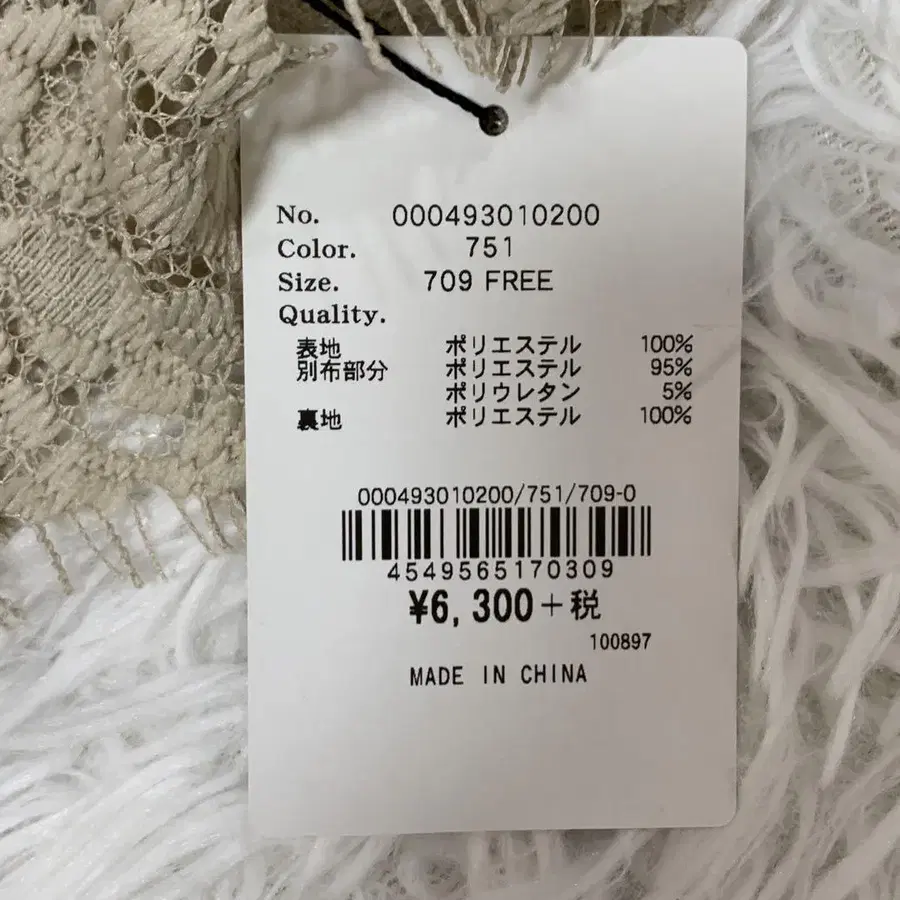 No. 000493010200
Color. 751
Size. 709 FREE
Quality.
表地 ポリエステル 100%
別布部分 ポリエステル 95%
ポリウレタン 5%
裏地 ポリエステル 100%
000493010200/751/709-0
4549565170309
¥6,300+税
100897
MADE IN CHINA